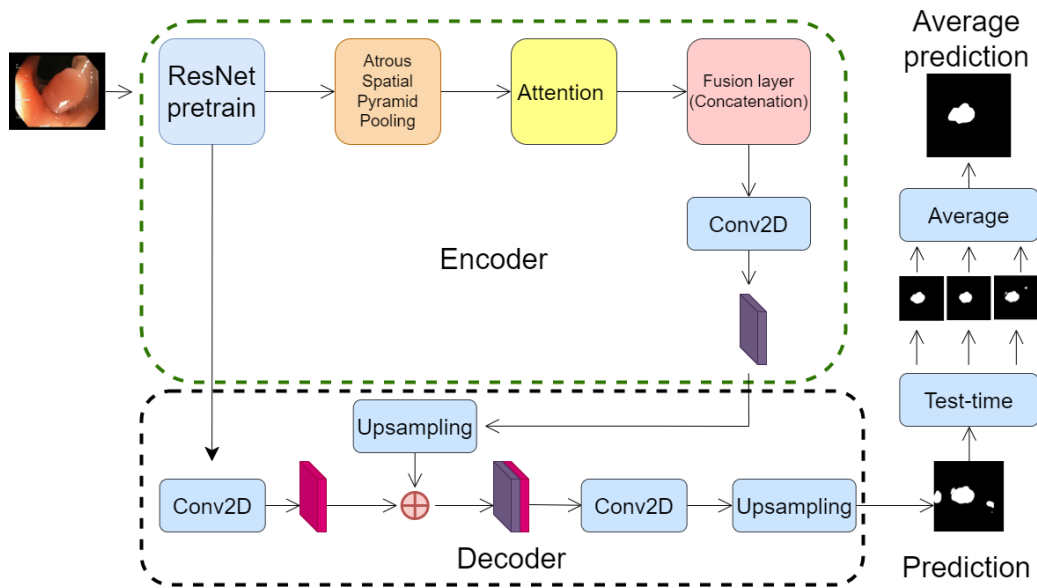 ResNet
pretrain
Atrous
Spatial
Pyramid
Pooling
Attention
Fusion layer
(Concatenation)
Conv2D
Encoder
Upsampling
Conv2D
Conv2D
Upsampling
Decoder
Average
prediction
Average
Test-time
Prediction